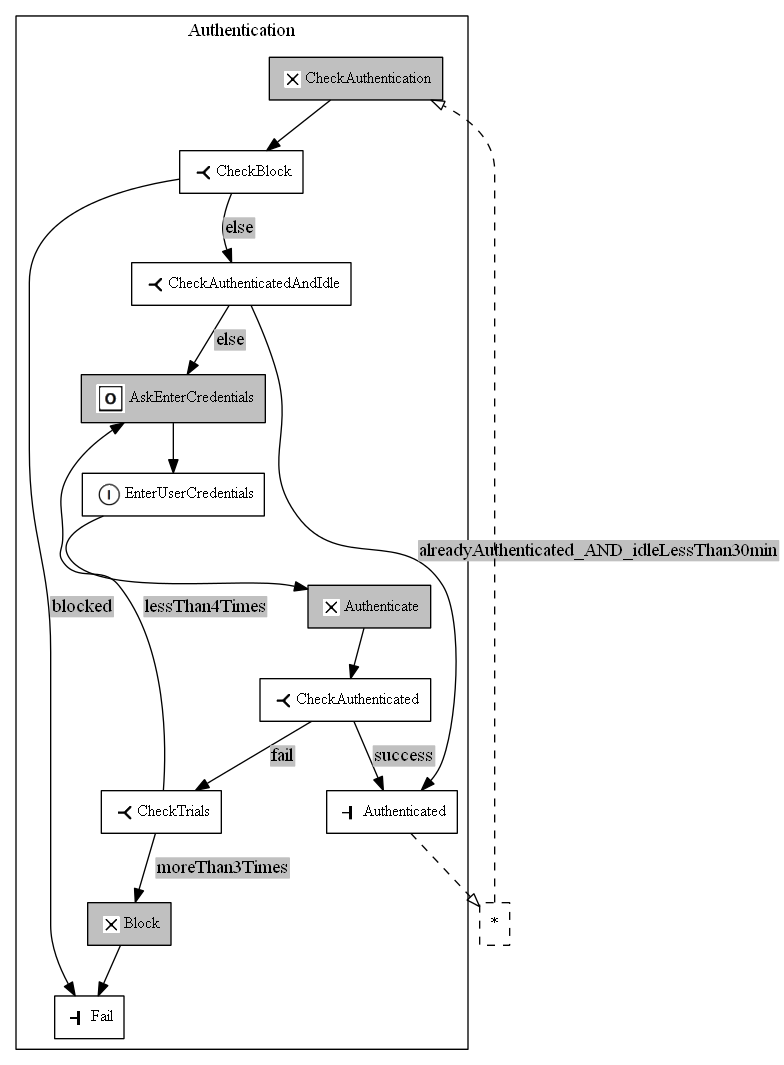 Authentication
CheckAuthentication
CheckBlock
else
CheckAuthenticatedAndIdle
else
O AskEnterCredentials
I EnterUserCredentials
alreadyAuthenticated_AND_idleLessThan30min
blocked
lessThan4Times
Authenticate
CheckAuthenticated
fail
success
CheckTrials
Authenticated
moreThan3Times
Block
*
Fail